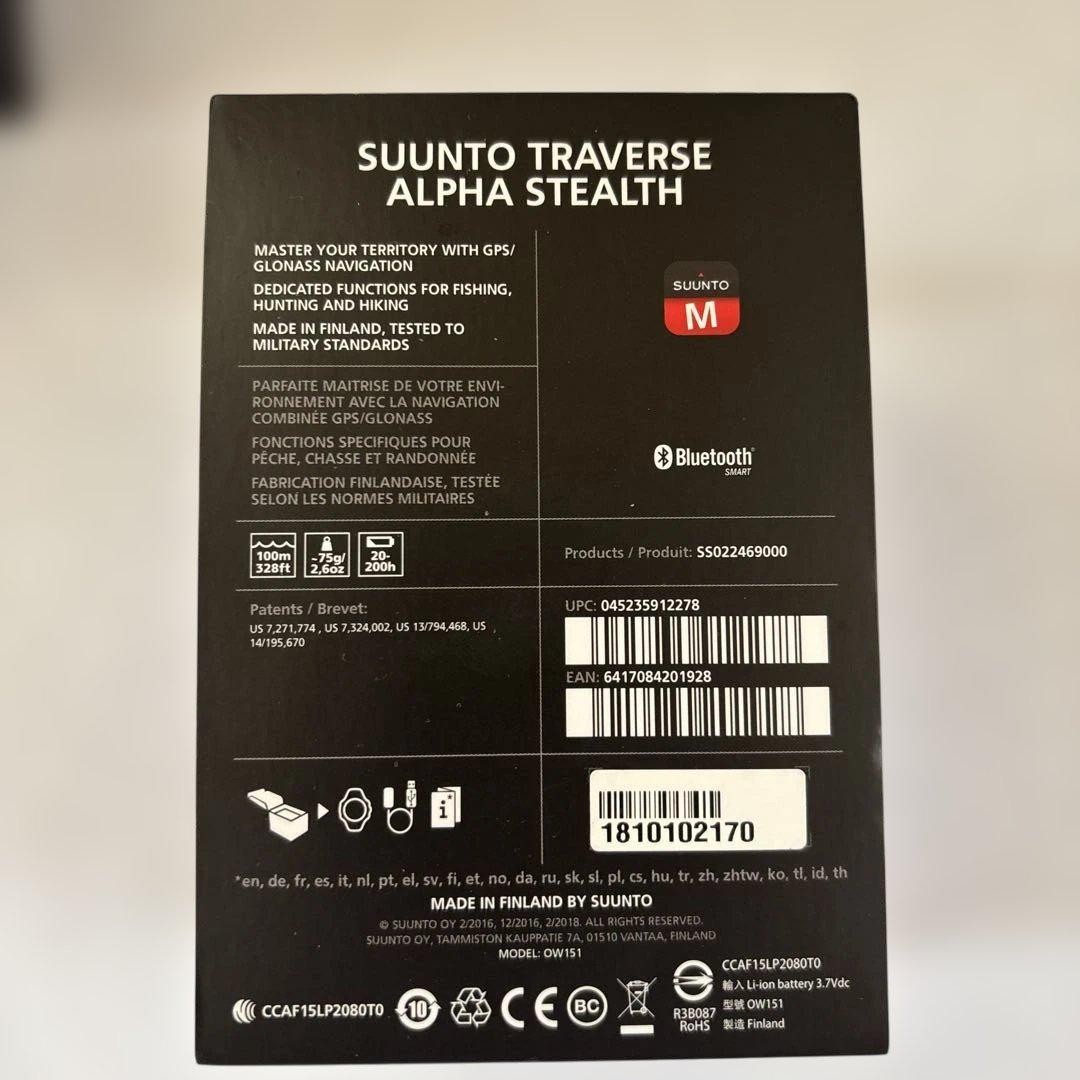 SUUNTO TRAVERSE
ALPHA STEALTH
MASTER YOUR TERRITORY WITH GPS/
GLONASS NAVIGATION
DEDICATED FUNCTIONS FOR FISHING,
HUNTING AND HIKING
MADE IN FINLAND, TESTED TO
MILITARY STANDARDS
PARFAITE MAITRISE DE VOTRE ENVI-
RONNEMENT AVEC LA NAVIGATION
COMBINÉE GPS/GLONASS
FONCTIONS SPECIFIQUES POUR
PÊCHE, CHASSE ET RANDONNÉE
FABRICATION FINLANDAISE, TESTÉE
SELON LES NORMES MILITAIRES
SUUNTO
M
Bluetooth®
SMART
100m
328ft
~75g/
2,6oz
20-
200h
Products / Produit: SS022469000
Patents / Brevet:
US 7,271,774 , US 7,324,002, US 13/794,468, US
14/195,670
UPC: 045235912278
EAN: 6417084201928
i*
1810102170
*en, de, fr, es, it, nl, pt, el, sv, fi, et, no, da, ru, sk, sl, pl, cs, hu, tr, zh, zhtw, ko, tl, id, th
MADE IN FINLAND BY SUUNTO
© SUUNTO OY 2/2016, 12/2016, 2/2018. ALL RIGHTS RESERVED.
SUUNTO OY, TAMMISTON KAUPPATIE 7A, 01510 VANTAA, FINLAND
MODEL: OW151
CCAF15LP2080T0
10
CE
BC
R3B087
RoHS
CCAF15LP2080T0
輸入 Li-ion battery 3.7Vdc
型號 OW151
製造 Finland